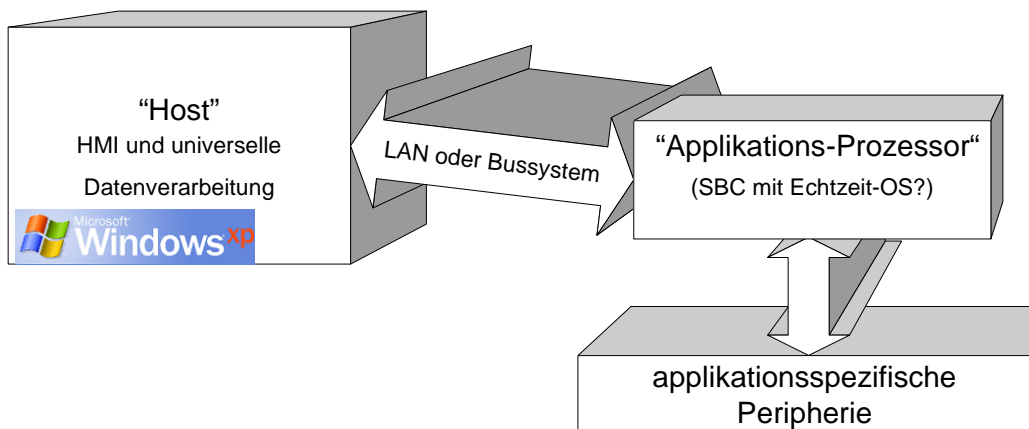 “Host”
HMI und universelle
Datenverarbeitung
Microsoft
Windows xp
LAN oder Bussystem
“Applikations-Prozessor“
(SBC mit Echtzeit-OS?)
applikationsspezifische
Peripherie